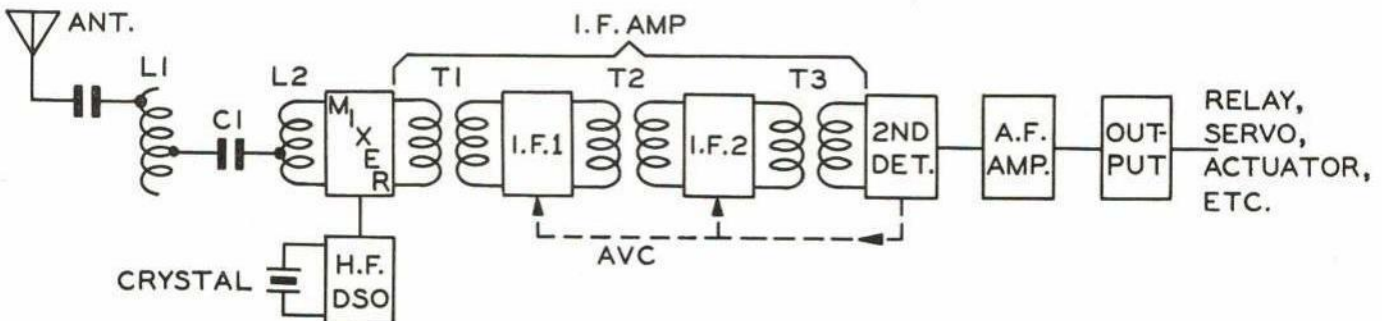 ANT.
I.F. AMP
L1
C1
L2
MIXER
T1
I.F.1
T2
I.F.2
T3
2ND
DET.
A.F.
AMP.
OUT-
PUT
RELAY,
SERVO,
ACTUATOR,
ETC.
AVC
CRYSTAL
H.F.
DSO